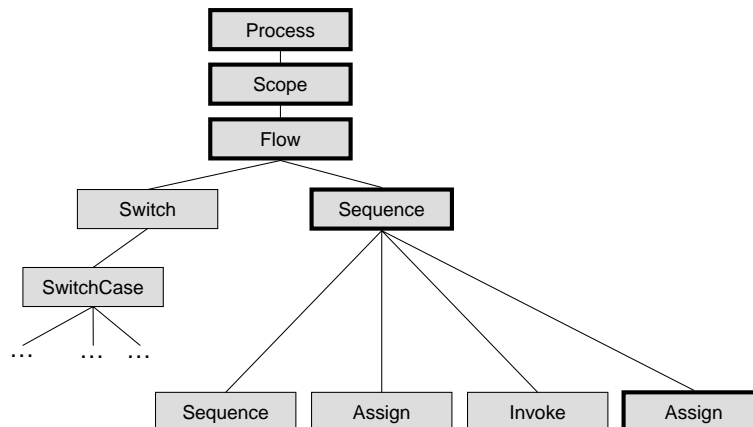 Process
Scope
Flow
Switch
Sequence
SwitchCase
... ... ...
Sequence
Assign
Invoke
Assign